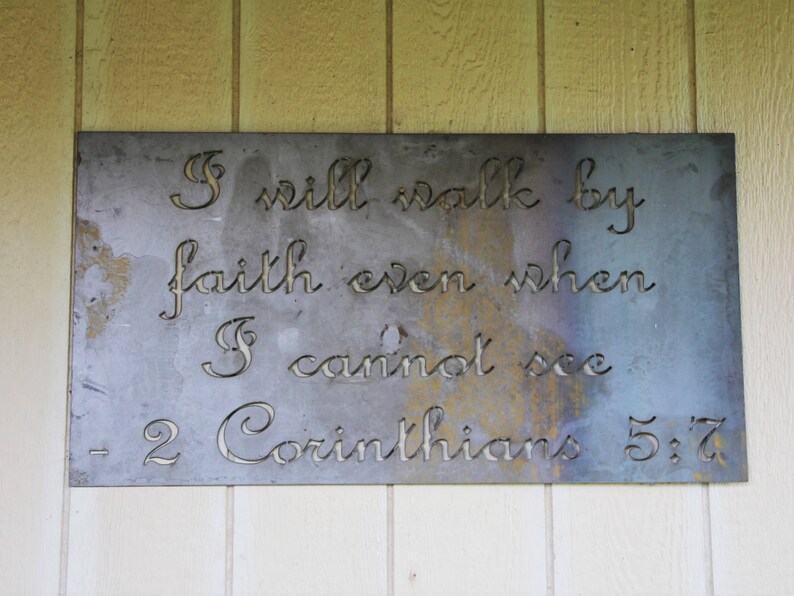 I will walk by
faith even when
I cannot see
- 2 Corinthians 5:7